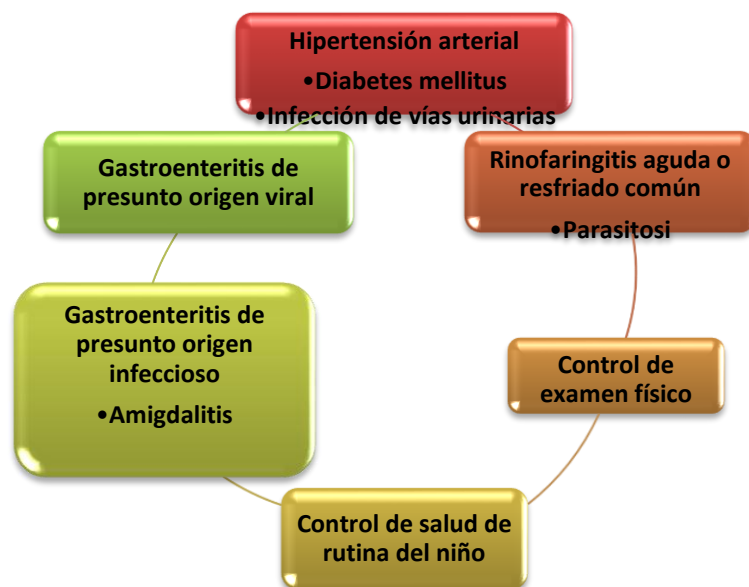 Hipertensión arterial
•Diabetes mellitus
•Infección de vías urinarias
Rinofaringitis aguda o
resfriado común
•Parasitosi
Control de
examen físico
Control de salud de
rutina del niño
Gastroenteritis de
presunto origen
infeccioso
•Amigdalitis
Gastroenteritis de
presunto origen viral